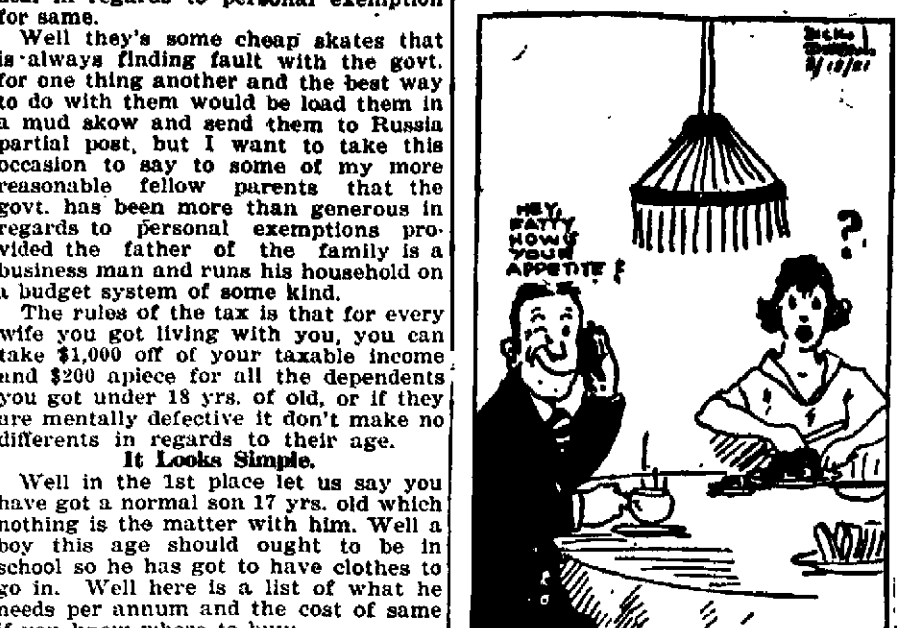 in regards to personal exemption
for same.
Well they's some cheap skates that
is always finding fault with the govt.
for one thing another and the best way
to do with them would be load them in
a mud skow and send them to Russia
partial post, but I want to take this
occasion to say to some of my more
reasonable fellow parents that the
govt. has been more than generous in
regards to personal exemptions pro-
vided the father of the family is a
business man and runs his household on
a budget system of some kind.
The rules of the tax is that for every
wife you got living with you, you can
take $1,000 off of your taxable income
and $200 apiece for all the dependents
you got under 18 yrs. of old, or if they
are mentally defective it don't make no
differents in regards to their age.
It Looks Simple.
Well in the 1st place let us say you
have got a normal son 17 yrs. old which
nothing is the matter with him. Well a
boy this age should ought to be in
school so he has got to have clothes to
go in. Well here is a list of what he
needs per annum and the cost of same
if you know where to buy
DICK
HEY,
FATTY
HOW'S
YOUR
APPETITE?
?